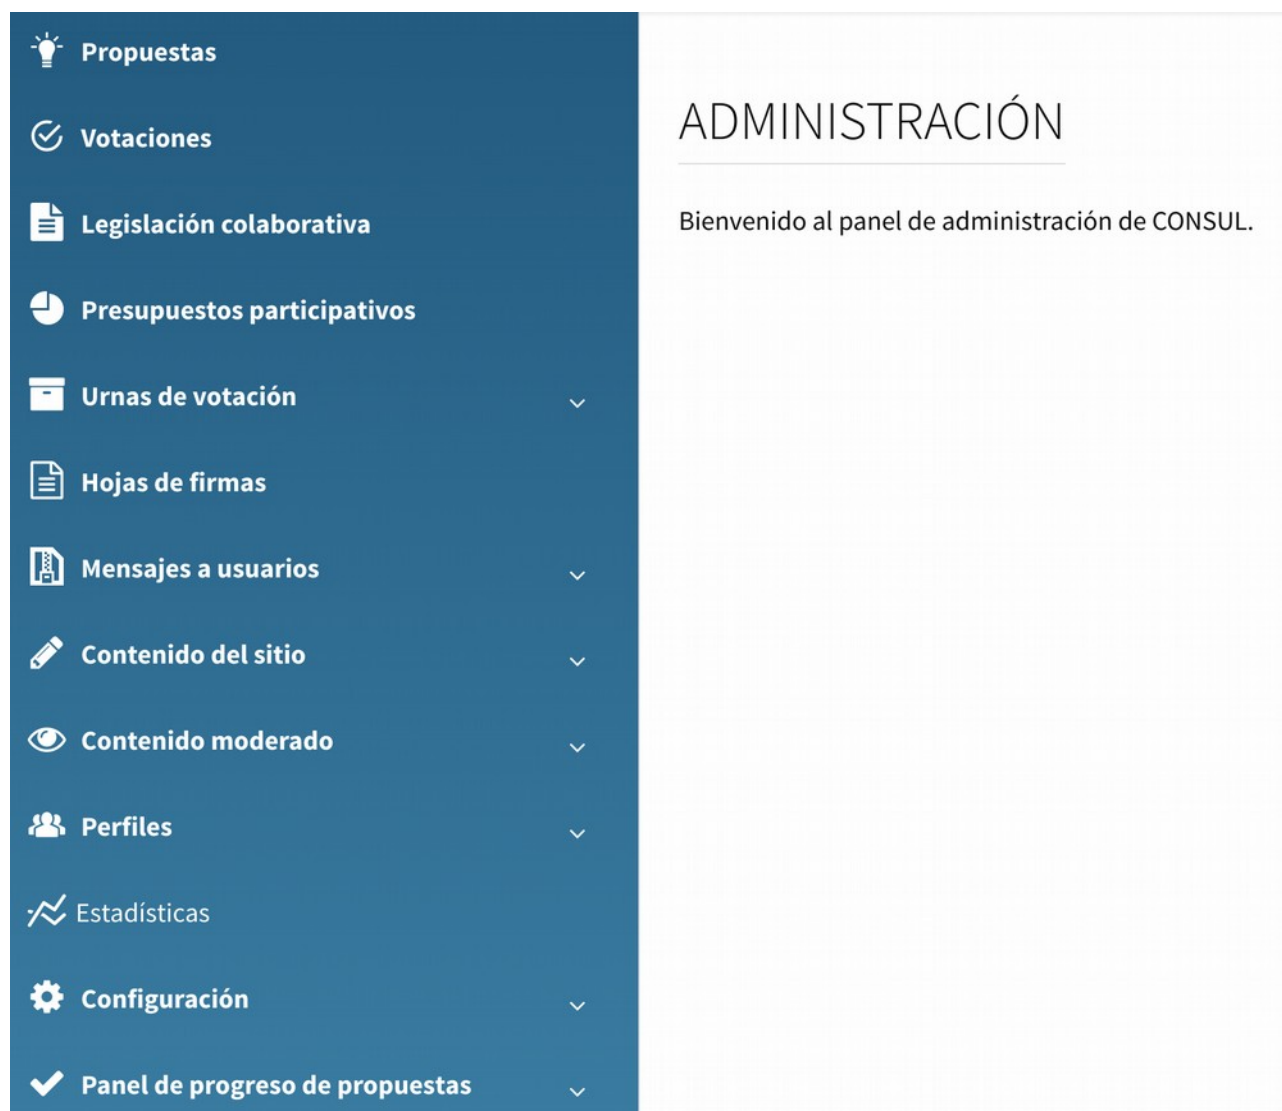 Propuestas
Votaciones
Legislación colaborativa
Presupuestos participativos
Urnas de votación
Hojas de firmas
Mensajes a usuarios
Contenido del sitio
Contenido moderado
Perfiles
Estadísticas
Configuración
Panel de progreso de propuestas
ADMINISTRACIÓN
Bienvenido al panel de administración de CONSUL.